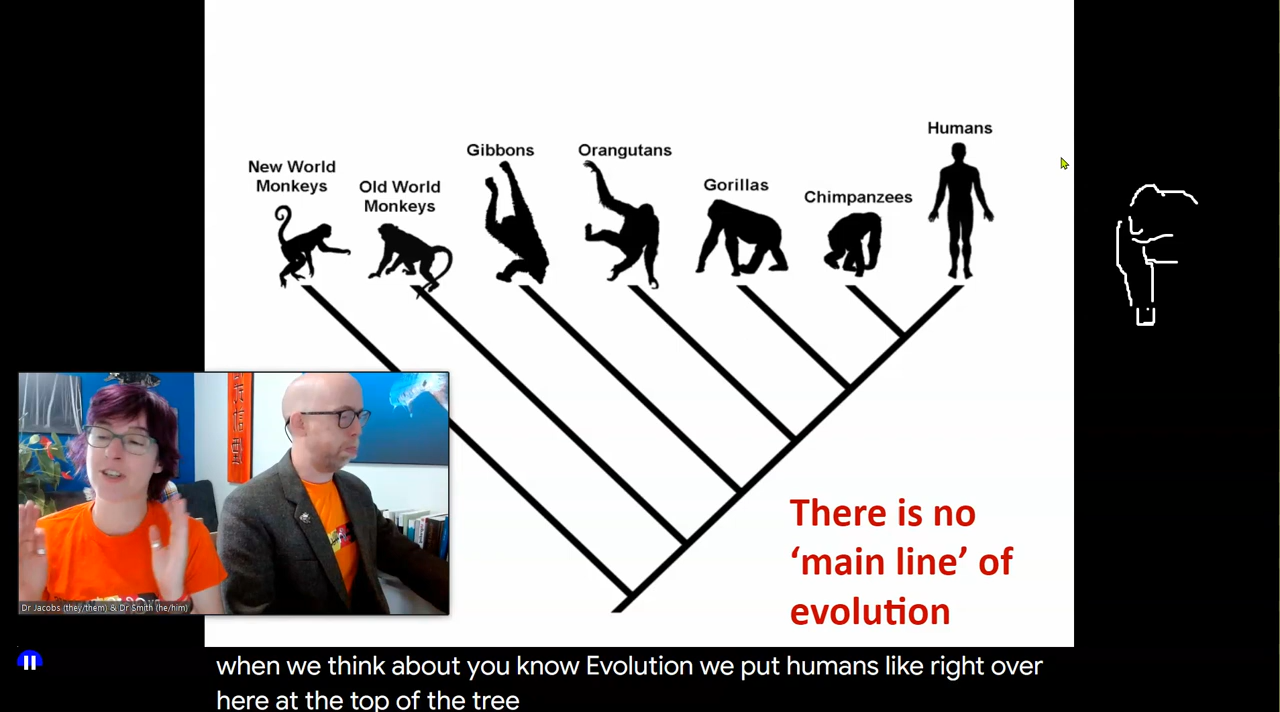 Humans
Gibbons
Orangutans
New World
Monkeys
Old World
Monkeys
Gorillas
Chimpanzees
There is no
‘main line’ of
evolution
Dr Jacobs (they/them) & Dr Smith (he/him)
when we think about you know Evolution we put humans like right over
here at the top of the tree